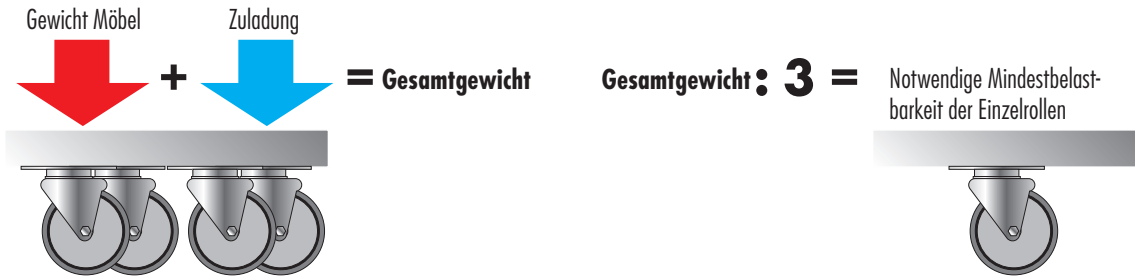 Gewicht Möbel
Zuladung
+
= Gesamtgewicht
Gesamtgewicht : 3 =
Notwendige Mindestbelast-
barkeit der Einzelrollen